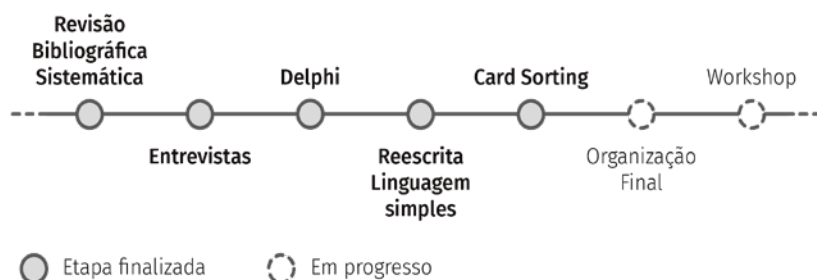 Revisão
Bibliográfica
Sistemática
Delphi
Card Sorting
Workshop
Entrevistas
Reescrita
Linguagem
simples
Organização
Final
Etapa finalizada
Em progresso